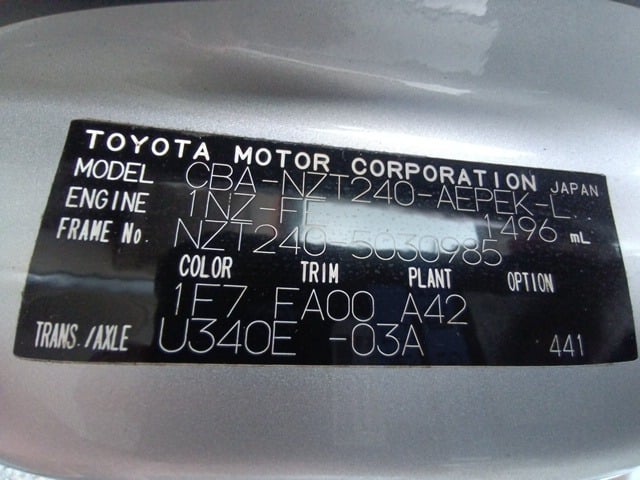 TOYOTA MOTOR CORPORATION JAPAN
MODEL CBA-NZT240-AEPEK-L
ENGINE 1NZ-FE 1496 mL
FRAME No. NZT240-5030985
COLOR TRIM PLANT OPTION
1F7 FA00 A42
TRANS./AXLE U340E -03A 441